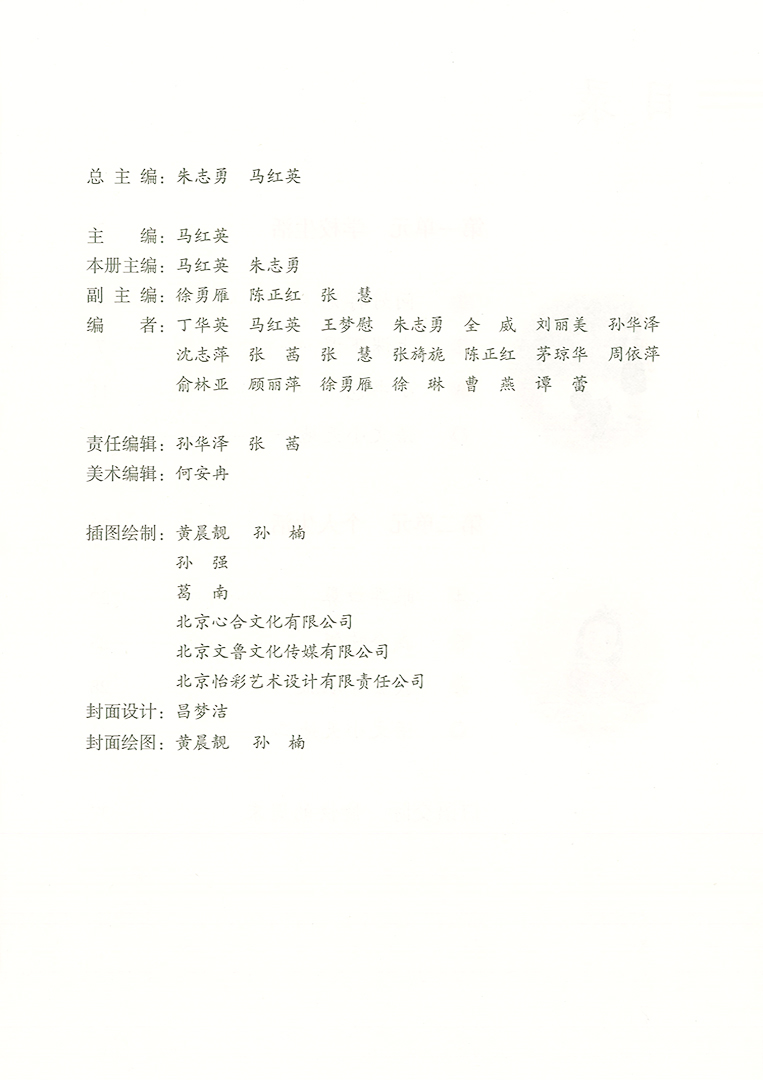 总主编：朱志勇 马红英
主编：马红英
本册主编：马红英 朱志勇
副主编：徐勇雁 陈正红 张慧
编者：丁华英 马红英 王梦慰 朱志勇 全威 刘丽美 孙华泽
沈志萍 张茜 张慧 张旖旎 陈正红 茅琼华 周依萍
俞林亚 顾丽萍 徐勇雁 徐琳 曹燕 谭蕾
责任编辑：孙华泽 张茜
美术编辑：何安冉
插图绘制：黄晨靓 孙楠
孙强
葛南
北京心合文化有限公司
北京文鲁文化传媒有限公司
北京怡彩艺术设计有限责任公司
封面设计：昌梦洁
封面绘图：黄晨靓 孙楠